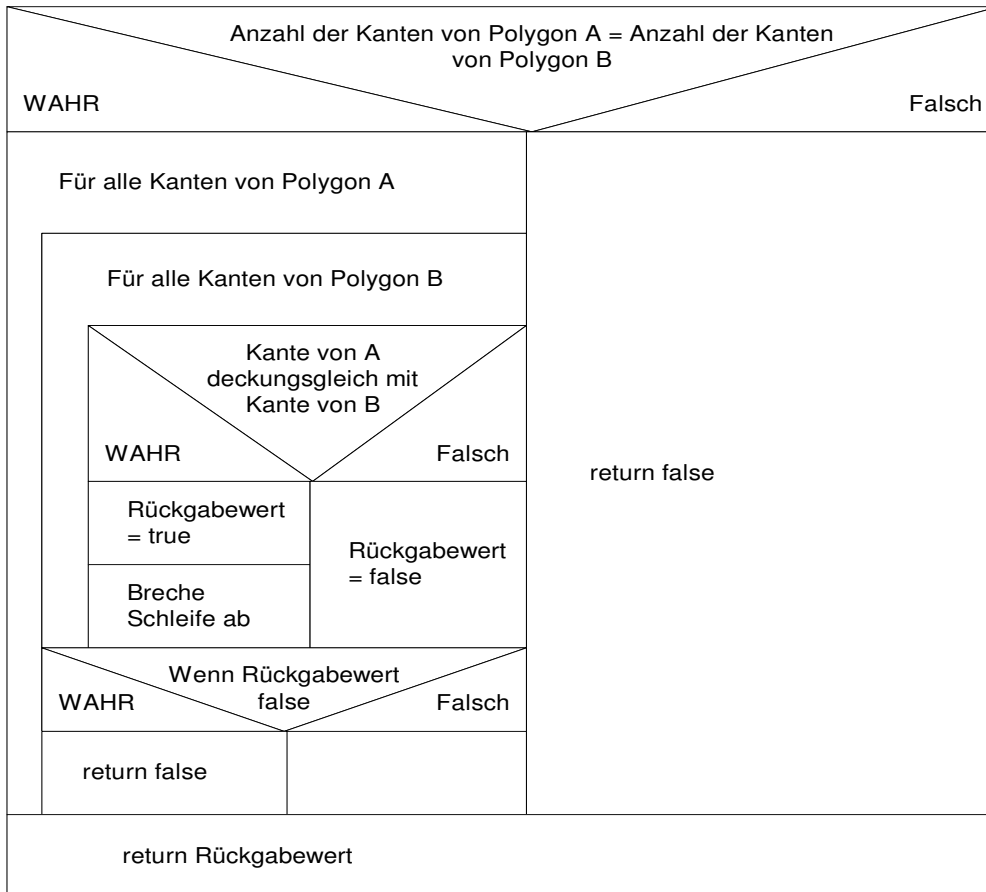 Anzahl der Kanten von Polygon A = Anzahl der Kanten
von Polygon B
WAHR
Falsch
Für alle Kanten von Polygon A
Für alle Kanten von Polygon B
Kante von A
deckungsgleich mit
Kante von B
WAHR
Falsch
return false
Rückgabewert
= true
Rückgabewert
= false
Breche
Schleife ab
Wenn Rückgabewert
false
WAHR
Falsch
return false
return Rückgabewert